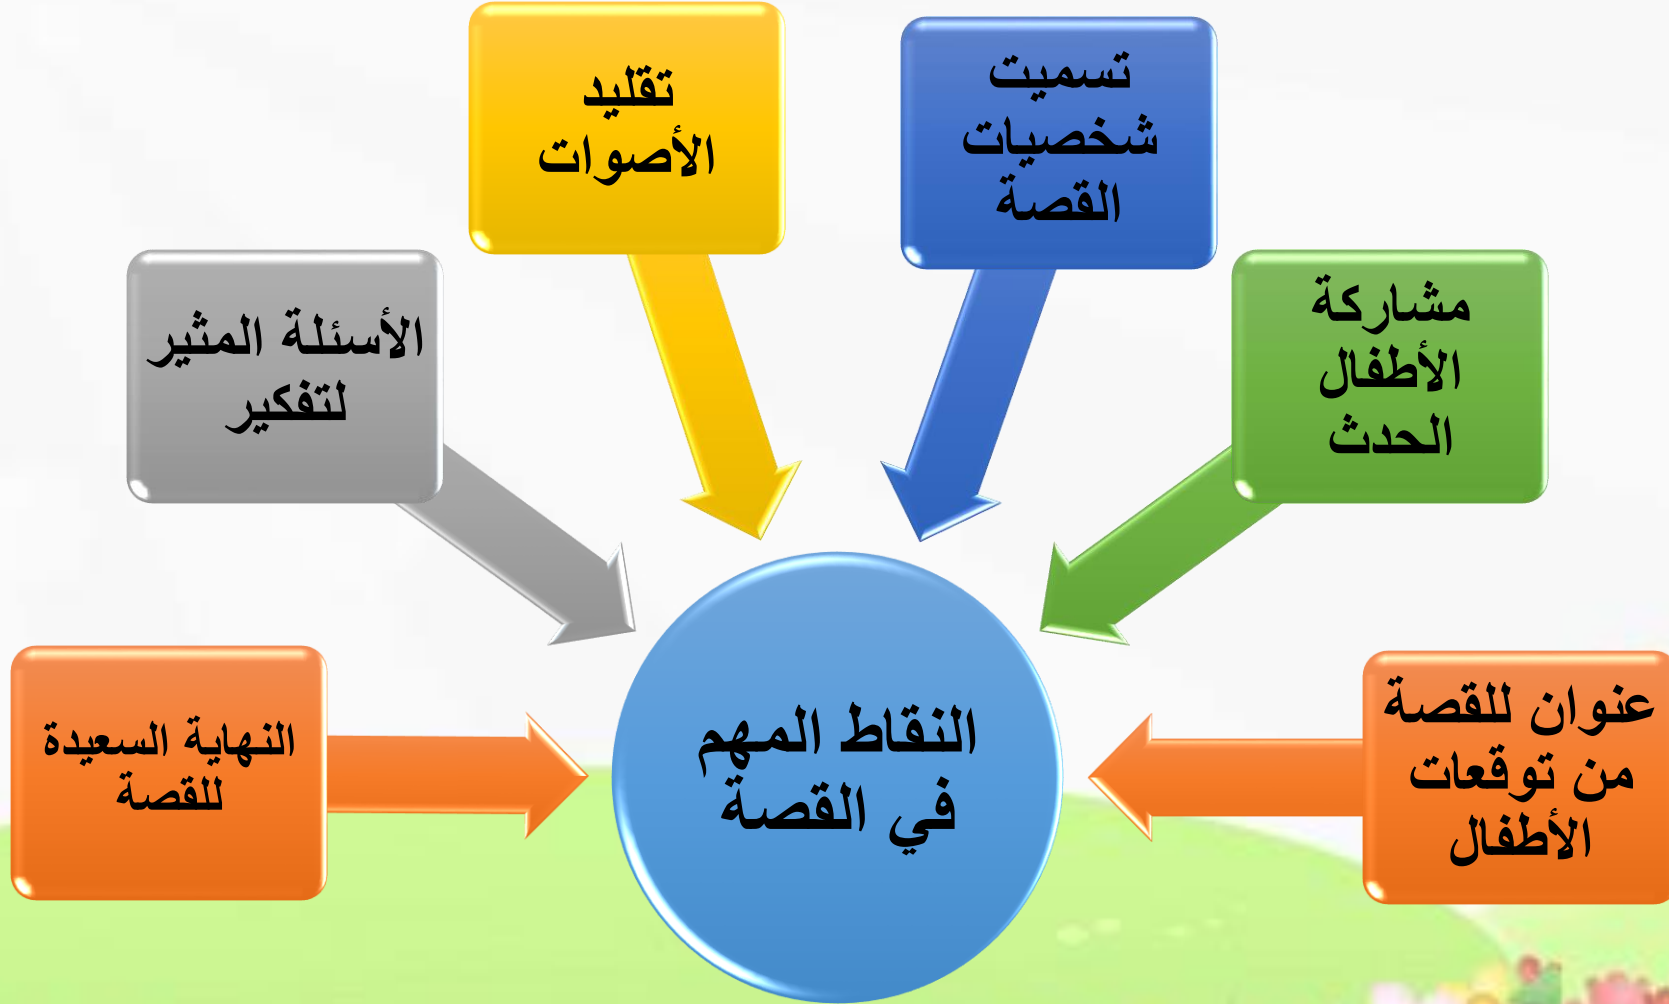 تسميت
شخصيات
القصة
تقليد
الأصوات
مشاركة
الأطفال
الحدث
الأسئلة المثير
لتفكير
عنوان للقصة
من توقعات
الأطفال
النهاية السعيدة
للقصة
النقاط المهم
في القصة